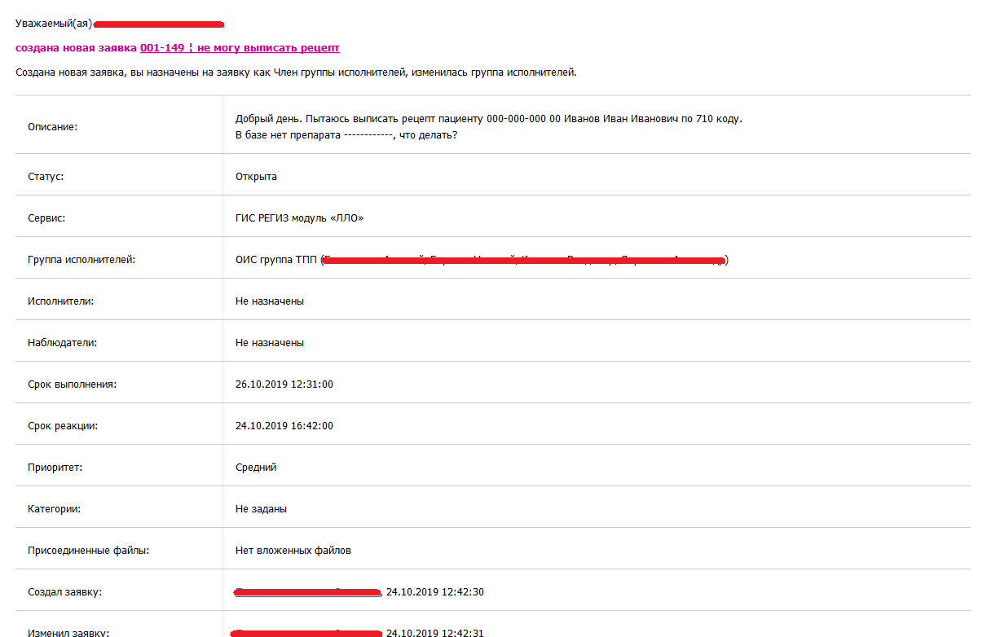 Уважаемый(ая)
создана новая заявка 001-149 ¦ не могу выписать рецепт
Создана новая заявка, вы назначены на заявку как Член группы исполнителей, изменилась группа исполнителей.
Описание:
Добрый день. Пытаюсь выписать рецепт пациенту 000-000-000 00 Иванов Иван Иванович по 710 коду.
В базе нет препарата ------------, что делать?
Статус: Открыта
Сервис: ГИС РЕГИЗ модуль «ЛЛО»
Группа исполнителей: ОИС группа ТПП ( )
Исполнители: Не назначены
Наблюдатели: Не назначены
Срок выполнения: 26.10.2019 12:31:00
Срок реакции: 24.10.2019 16:42:00
Приоритет: Средний
Категории: Не заданы
Присоединенные файлы: Нет вложенных файлов
Создал заявку: , 24.10.2019 12:42:30
Изменил заявку: 24.10.2019 12:42:31